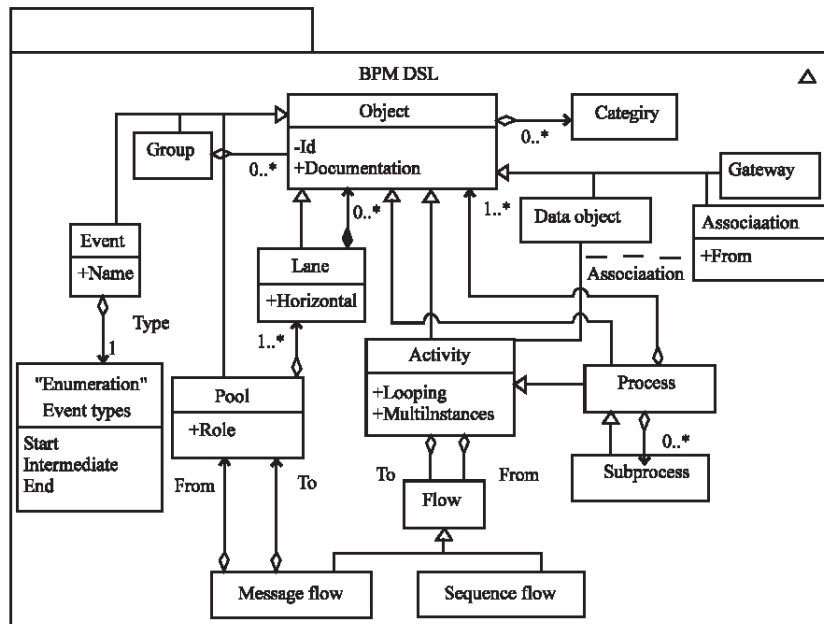 BPM DSL
Object
-Id
+Documentation
Categiry
0..*
Group
0..*
Gateway
Data object
Associaation
+From
Associaation
0..*
1..*
Event
+Name
Lane
+Horizontal
Type
1
1..*
"Enumeration"
Event types
Start
Intermediate
End
Pool
+Role
Activity
+Looping
+MultiInstances
Process
0..*
Subprocess
From
To
To
From
Flow
Message flow
Sequence flow